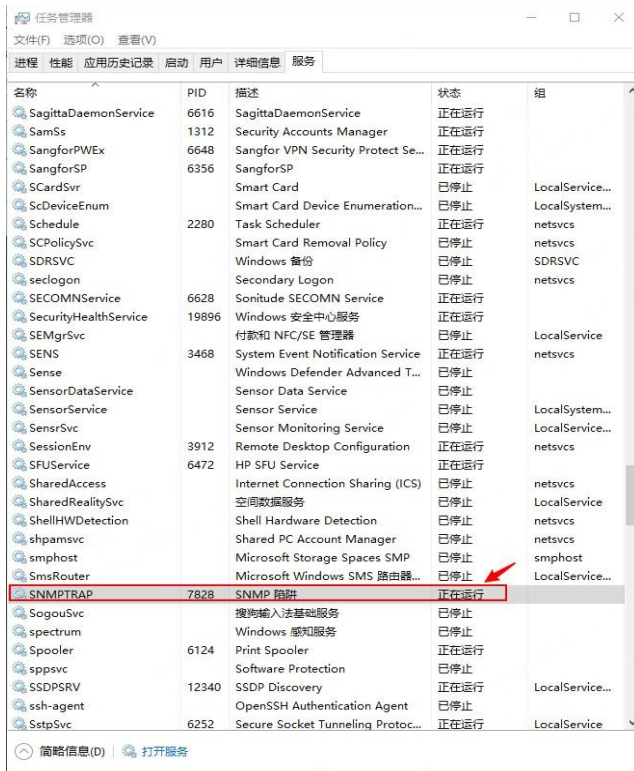 任务管理器
文件(F) 选项(O) 查看(V)
进程 性能 应用历史记录 启动 用户 详细信息 服务
名称 PID 描述 状态 组
SagittaDaemonService 6616 SagittaDaemonService 正在运行
SamSs 1312 Security Accounts Manager 正在运行
SangforPWEx 6648 Sangfor VPN Security Protect Se... 正在运行
SangforSP 6356 SangforSP 正在运行
SCardSvr Smart Card 已停止 LocalService...
ScDeviceEnum Smart Card Device Enumeration... 已停止 LocalSystem...
Schedule 2280 Task Scheduler 正在运行 netsvcs
SCPolicySvc Smart Card Removal Policy 已停止 netsvcs
SDRSVC Windows 备份 已停止 SDRSVC
seclogon Secondary Logon 已停止 netsvcs
SECOMNService 6628 Sonitude SECOMN Service 正在运行
SecurityHealthService 19896 Windows 安全中心服务 正在运行
SEMgrSvc 付款和 NFC/SE 管理器 已停止 LocalService
SENS 3468 System Event Notification Service 正在运行 netsvcs
Sense Windows Defender Advanced T... 已停止
SensorDataService Sensor Data Service 已停止
SensorService Sensor Service 已停止 LocalSystem...
SensrSvc Sensor Monitoring Service 已停止 LocalService...
SessionEnv 3912 Remote Desktop Configuration 正在运行 netsvcs
SFUService 6472 HP SFU Service 正在运行
SharedAccess Internet Connection Sharing (ICS) 已停止 netsvcs
SharedRealitySvc 空间数据服务 已停止 LocalService
ShellHWDetection Shell Hardware Detection 已停止 netsvcs
shpamsvc Shared PC Account Manager 已停止 netsvcs
smphost Microsoft Storage Spaces SMP 已停止 smphost
SmsRouter Microsoft Windows SMS 路由器... 已停止 LocalService...
SNMPTRAP 7828 SNMP 陷阱 正在运行
SogouSvc 搜狗输入法基础服务 已停止
spectrum Windows 感知服务 已停止
Spooler 6124 Print Spooler 正在运行
sppsvc Software Protection 已停止
SSDPSRV 12340 SSDP Discovery 正在运行 LocalService...
ssh-agent OpenSSH Authentication Agent 已停止
SstpSvc 6252 Secure Socket Tunneling Protoc... 正在运行 LocalService
简略信息(D) 打开服务